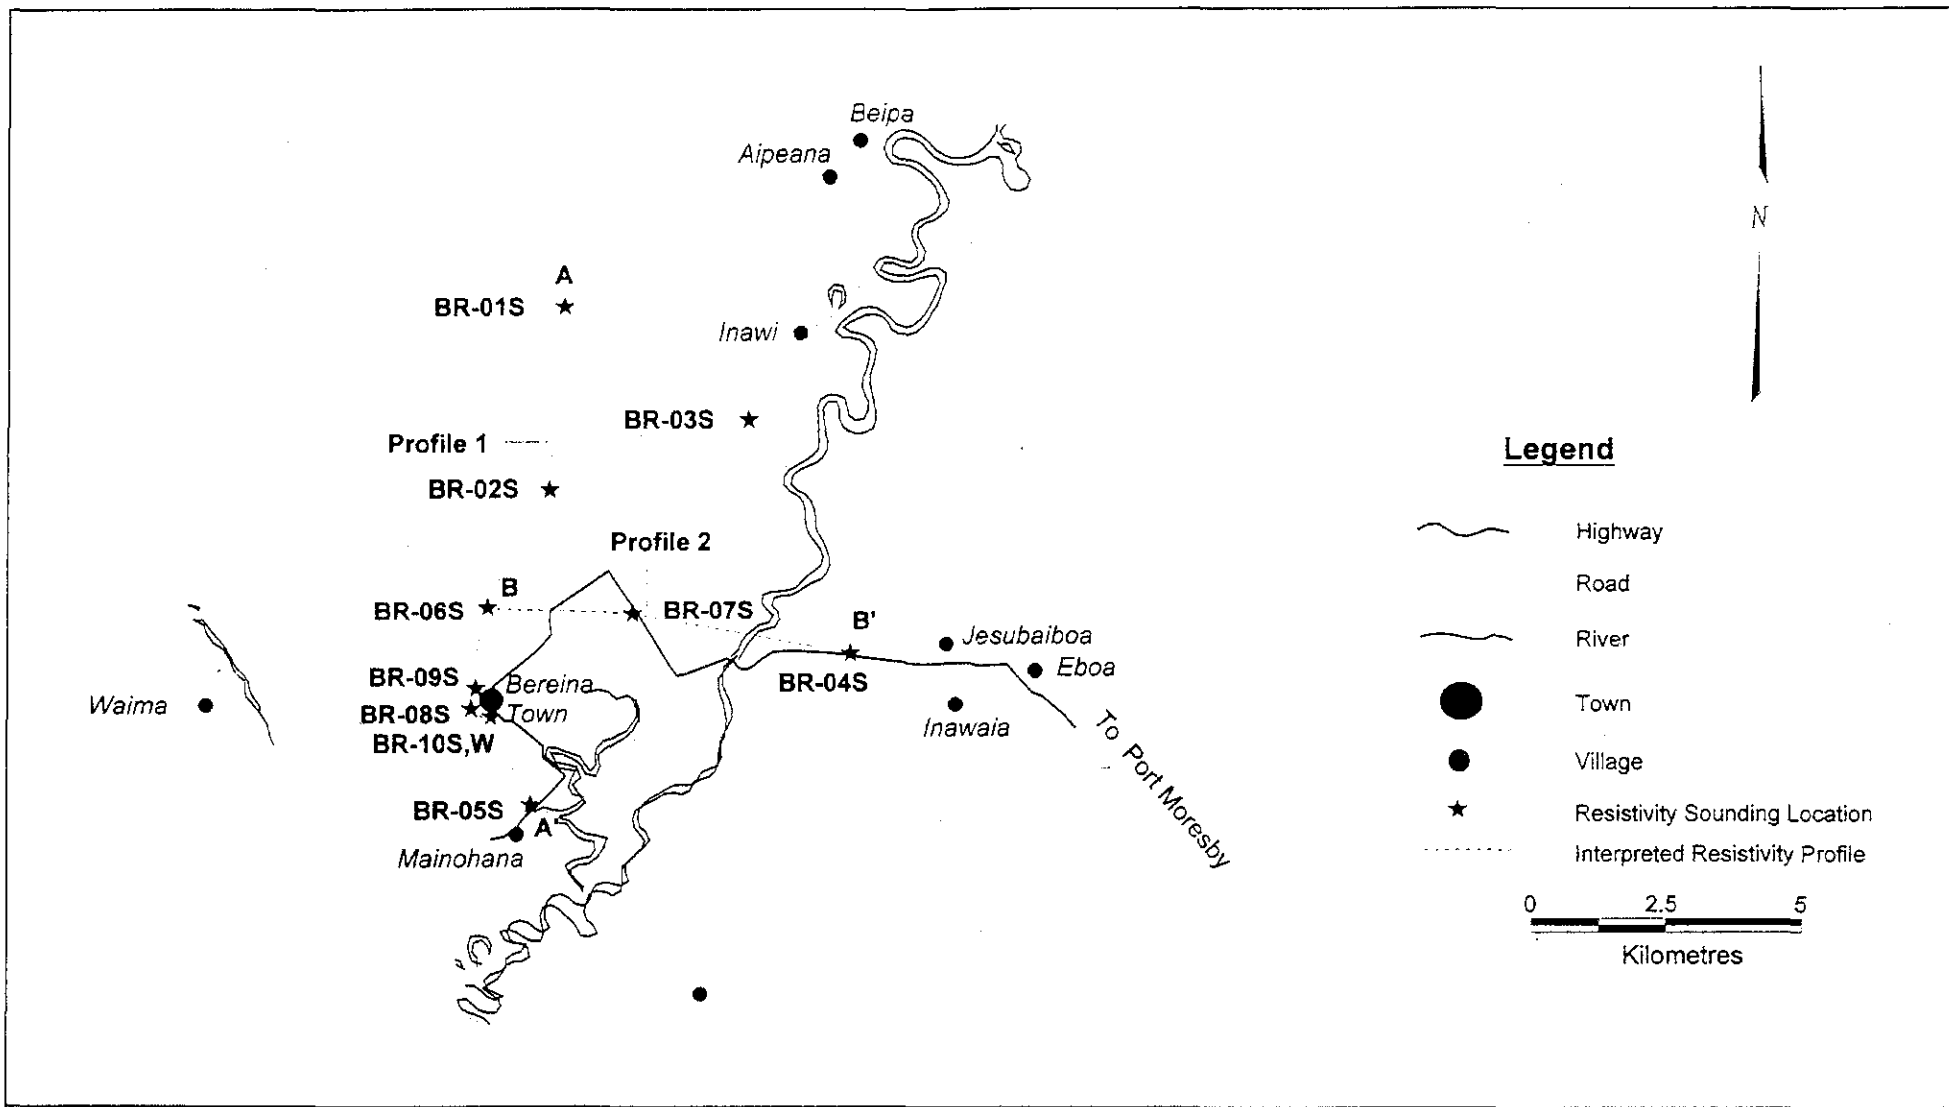 Beipa
Aipeana
N
A
BR-01S
Inawi
BR-03S
Profile 1
BR-02S
Legend
Highway
Profile 2
Road
B
BR-06S
BR-07S
B'
Jesubaiboa
River
Eboa
BR-09S
Bereina
Town
BR-04S
Waima
BR-08S
Inawaia
Town
BR-10S,W
To Port Moresby
Village
BR-05S
A'
Mainohana
Resistivity Sounding Location
Interpreted Resistivity Profile
0 2.5 5
Kilometres